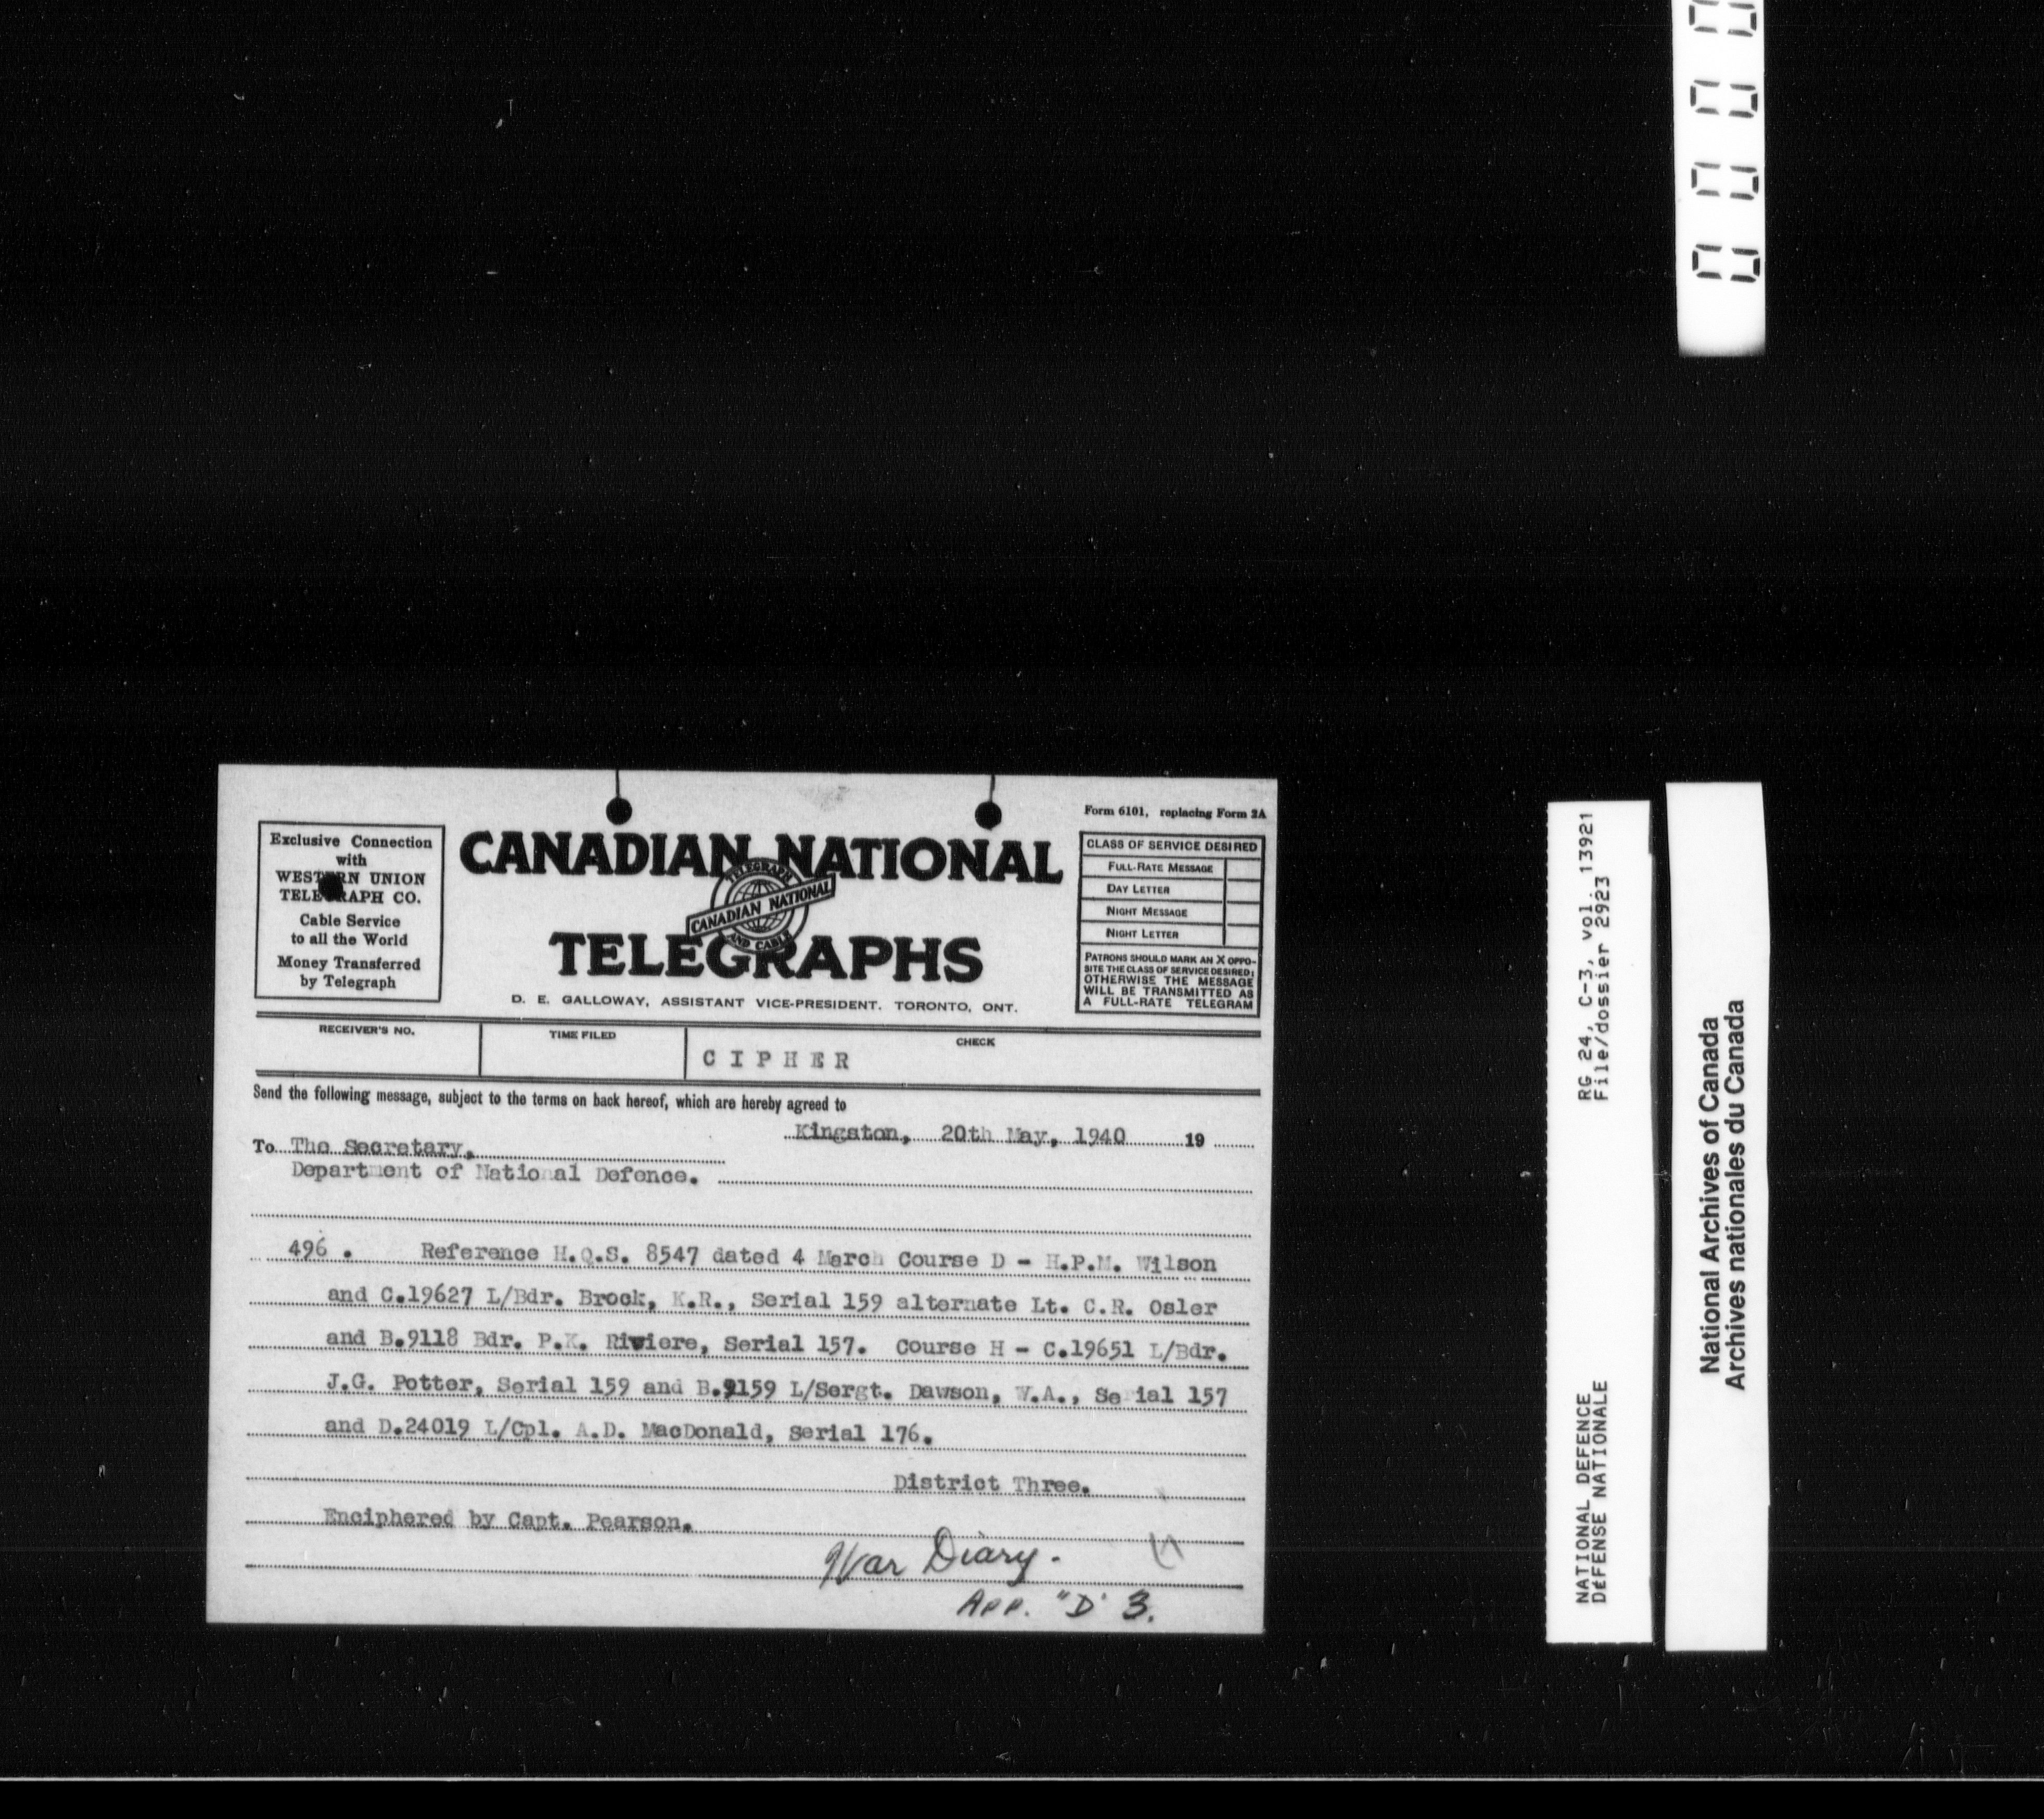 Form 6101, replacing Form 2A
Exclusive Connection
with
WESTERN UNION
TELEGRAPH CO.
Cable Service
to all the World
Money Transferred
by Telegraph
CANADIAN NATIONAL
TELEGRAPH
CANADIAN NATIONAL
AND CABLE
TELEGRAPHS
D. E. GALLOWAY, ASSISTANT VICE-PRESIDENT. TORONTO, ONT.
CLASS OF SERVICE DESIRED
FULL-RATE MESSAGE
DAY LETTER
NIGHT MESSAGE
NIGHT LETTER
PATRONS SHOULD MARK AN X OPPO-
SITE THE CLASS OF SERVICE DESIRED;
OTHERWISE THE MESSAGE
WILL BE TRANSMITTED AS
A FULL-RATE TELEGRAM
RECEIVER'S NO.
TIME FILED
CHECK
CIPHER
Send the following message, subject to the terms on back hereof, which are hereby agreed to
Kingston, 20th May, 1940 19
To The Secretary,
Department of National Defence.
496. Reference H.Q.S. 8547 dated 4 March Course D - H.P.M. Wilson
and C.19627 L/Bdr. Brock, K.R., Serial 159 alternate Lt. C.R. Osler
and B.9118 Bdr. P.K. Riviere, Serial 157. Course H - C.19651 L/Bdr.
J.G. Potter, Serial 159 and B.9159 L/Sergt. Dawson, W.A., Serial 157
and D.24019 L/Cpl. A.D. MacDonald, Serial 176.
District Three.
Enciphered by Capt. Pearson.
War Diary.
App. "D" 3.
NATIONAL DEFENCE RG 24, C-3, vol. 13921
DéFENSE NATIONALE File/dossier 2923
National Archives of Canada
Archives nationales du Canada